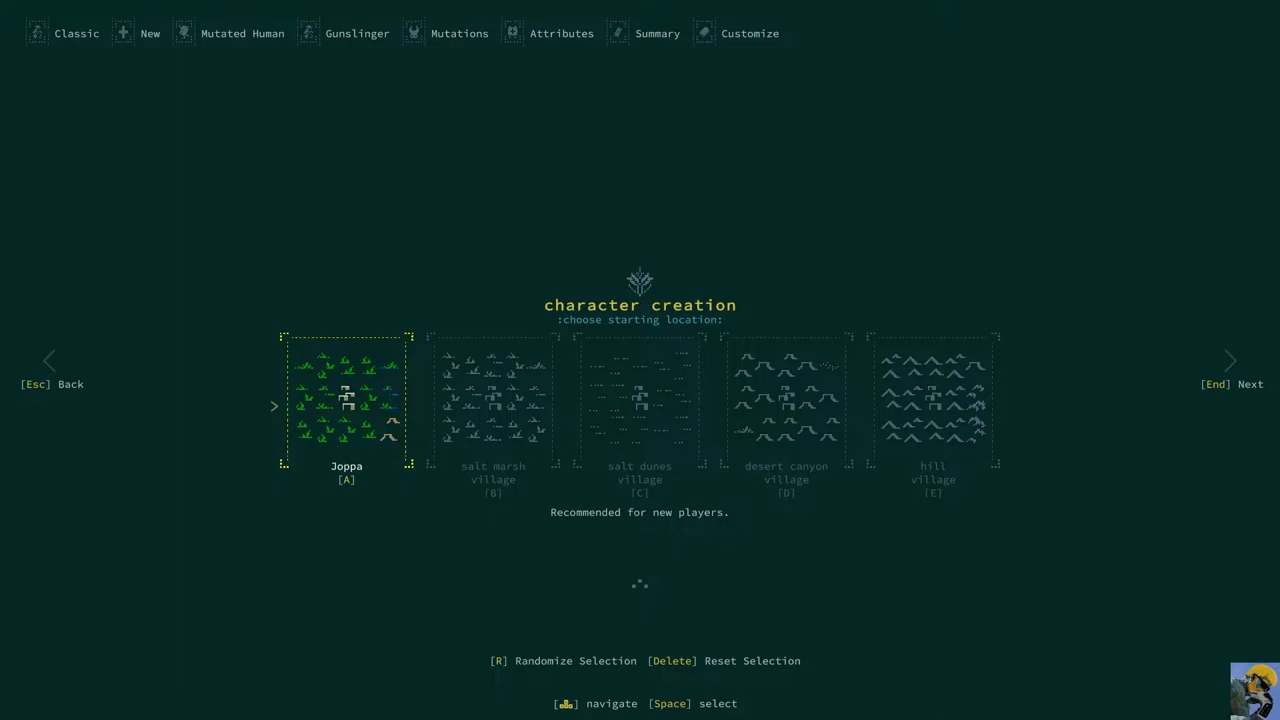 Classic New Mutated Human Gunslinger Mutations Attributes Summary Customize
character creation
:choose starting location:
[Esc] Back
[End] Next
Joppa
[A]
salt marsh
village
[B]
salt dunes
village
[C]
desert canyon
village
[D]
hill
village
[E]
Recommended for new players.
[R] Randomize Selection [Delete] Reset Selection
navigate [Space] select